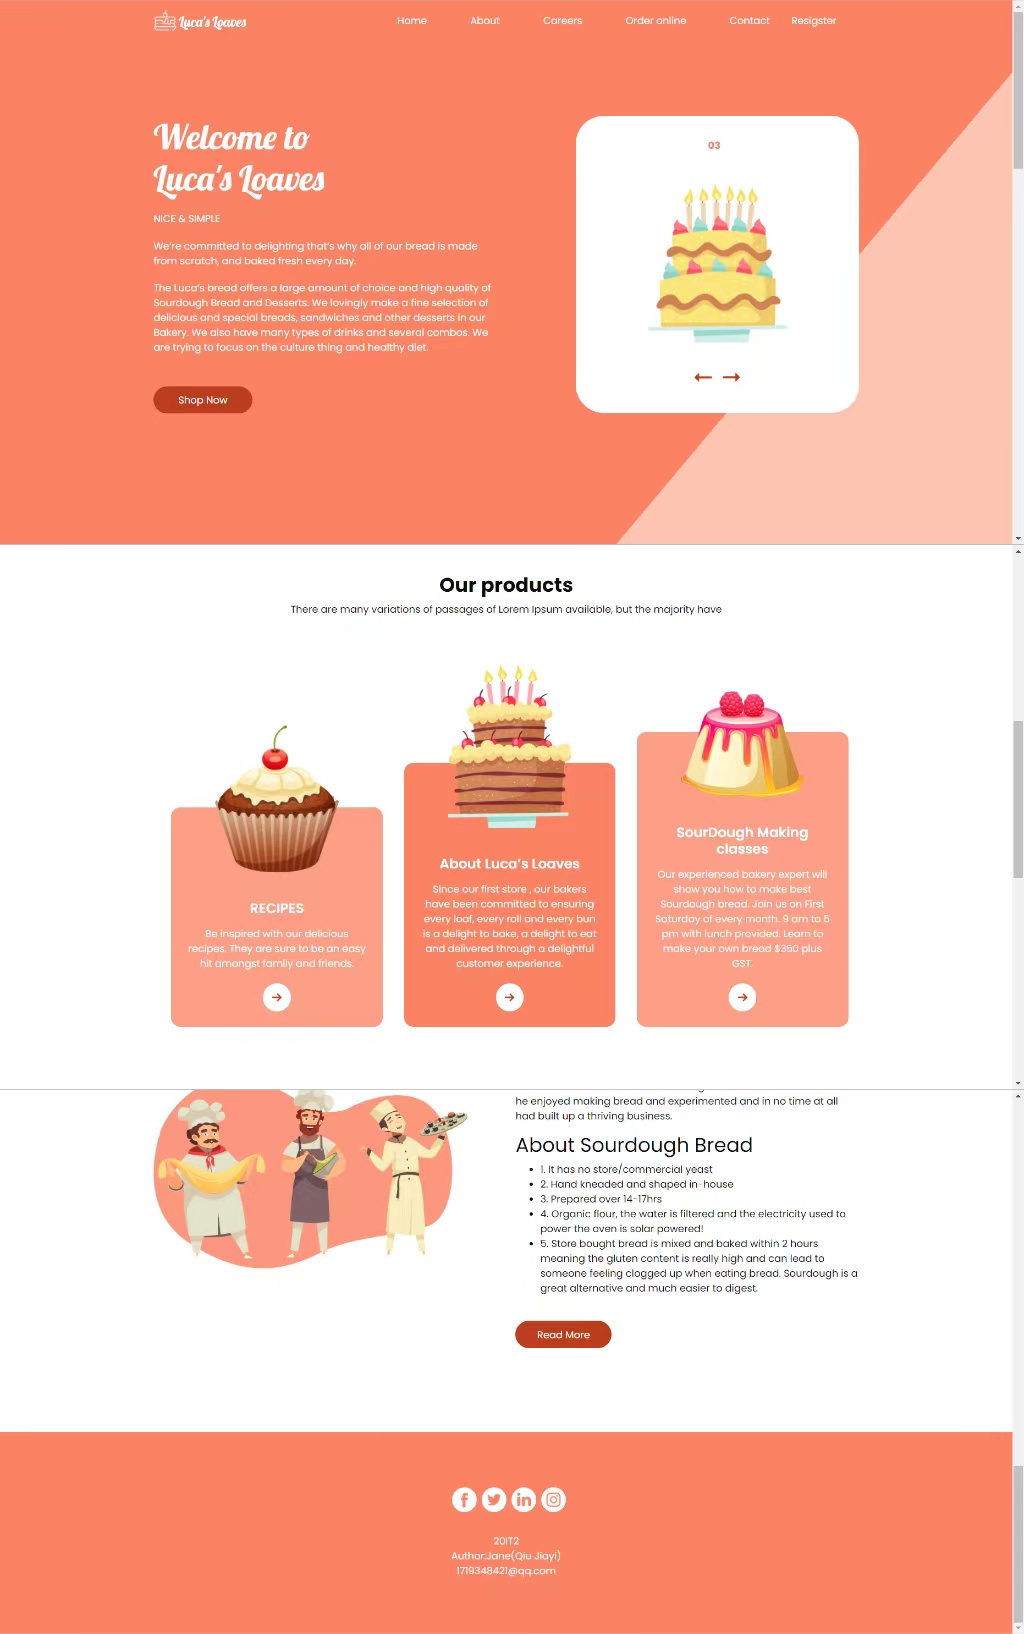 Luca's Loaves
Home About Careers Order online Contact Resigster
Welcome to
Luca's Loaves
NICE & SIMPLE
We're committed to delighting that's why all of our bread is made
from scratch, and baked fresh every day.
The Luca's bread offers a large amount of choice and high quality of
Sourdough Bread and Desserts. We lovingly make a fine selection of
delicious and special breads, sandwiches and other desserts in our
Bakery. We also have many types of drinks and several combos. We
are trying to focus on the culture thing and healthy diet.
Shop Now
03
Our products
There are many variations of passages of Lorem Ipsum available, but the majority have
RECIPES
Be inspired with our delicious
recipes. They are sure to be an easy
hit amongst family and friends.
About Luca's Loaves
Since our first store , our bakers
have been committed to ensuring
every loaf, every roll and every bun
is a delight to bake, a delight to eat
and delivered through a delightful
customer experience.
SourDough Making
classes
Our experienced bakery expert will
show you how to make best
Sourdough bread. Join us on First
Saturday of every month. 9 am to 5
pm with lunch provided. Learn to
make your own bread $350 plus
GST.
he enjoyed making bread and experimented and in no time at all
had built up a thriving business.
About Sourdough Bread
1. It has no store/commercial yeast
2. Hand kneaded and shaped in-house
3. Prepared over 14-17hrs
4. Organic flour, the water is filtered and the electricity used to
power the oven is solar powered!
5. Store bought bread is mixed and baked within 2 hours
meaning the gluten content is really high and can lead to
someone feeling clogged up when eating bread. Sourdough is a
great alternative and much easier to digest.
Read More
20IT2
Author:Jane(Qiu Jiayi)
1719348421@qq.com